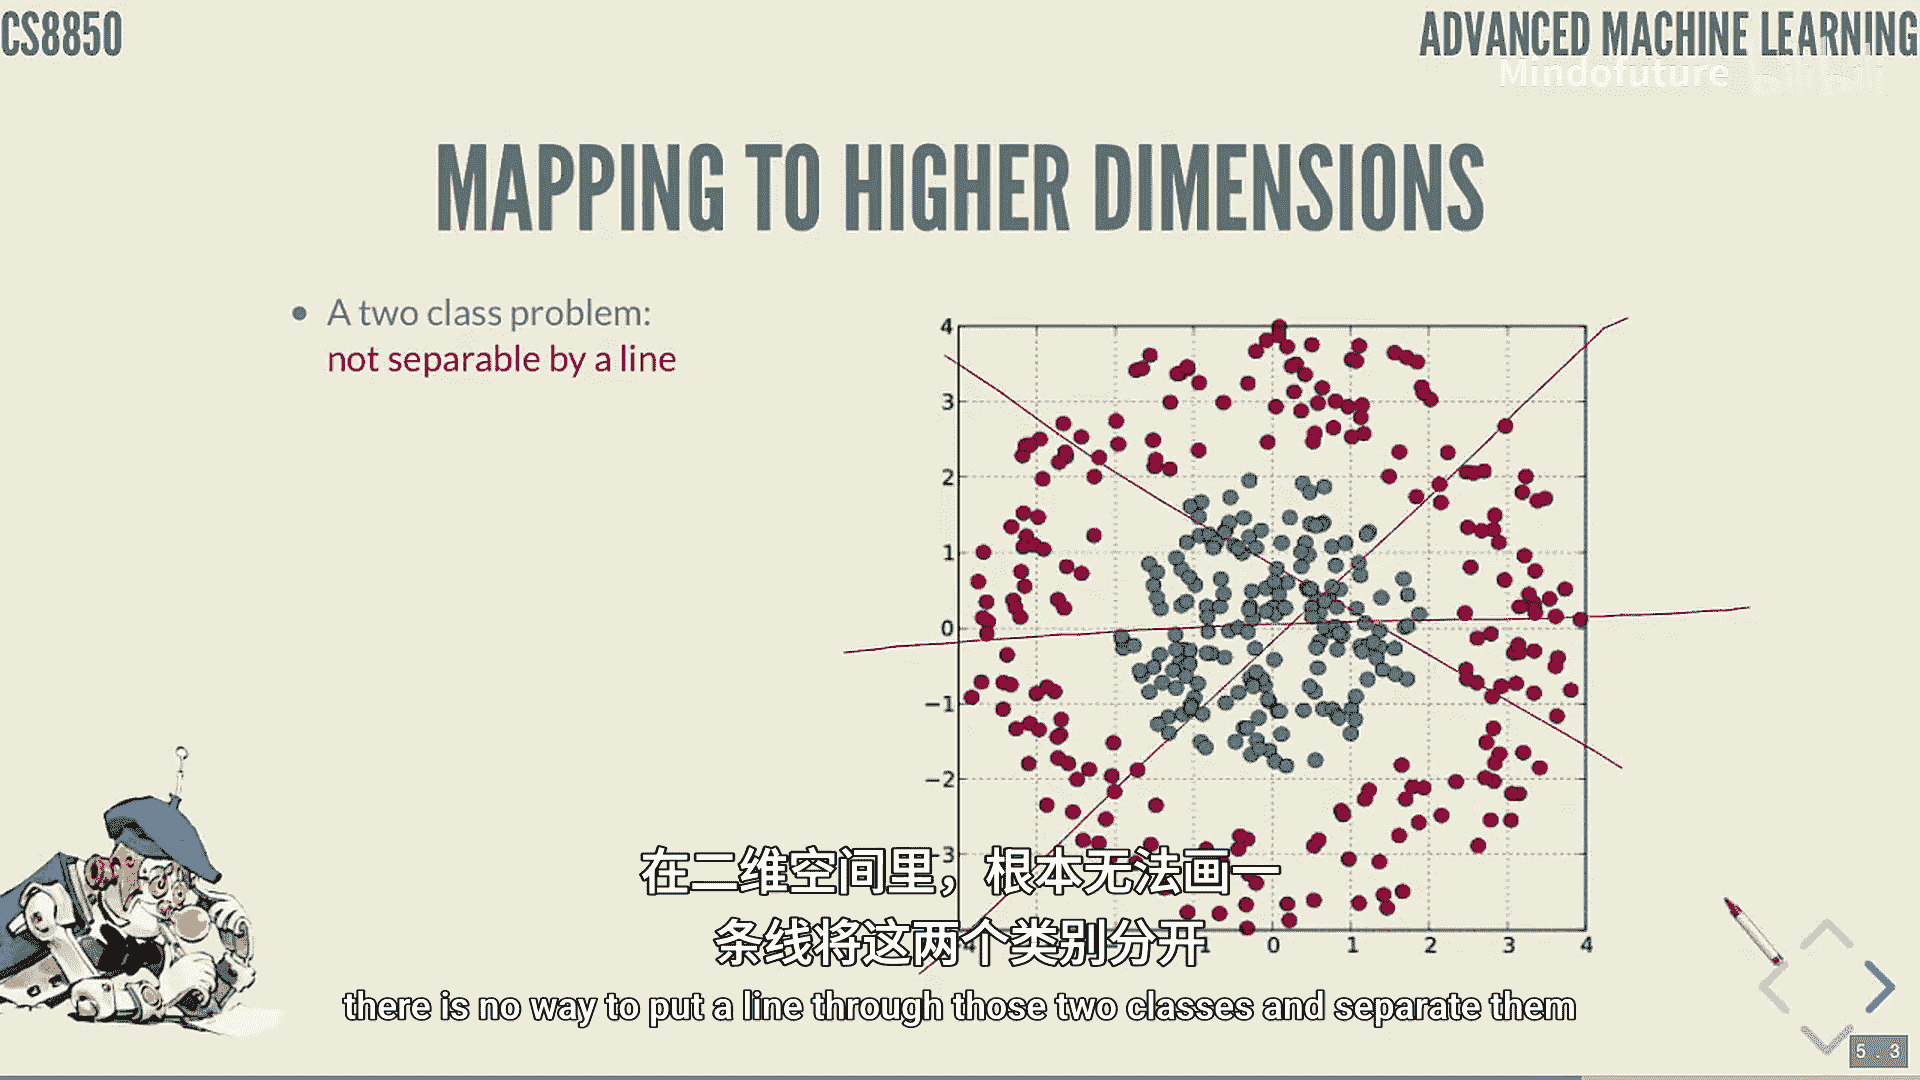 CS8850
ADVANCED MACHINE LEARNING
Mindofuture
MAPPING TO HIGHER DIMENSIONS
A two class problem:
not separable by a line
4
3
2
1
0
−1
−2
1 0 1 2 3 4
在二维空间里，根本无法画一
条线将这两个类别分开
there is no way to put a line through those two classes and separate them
5.3